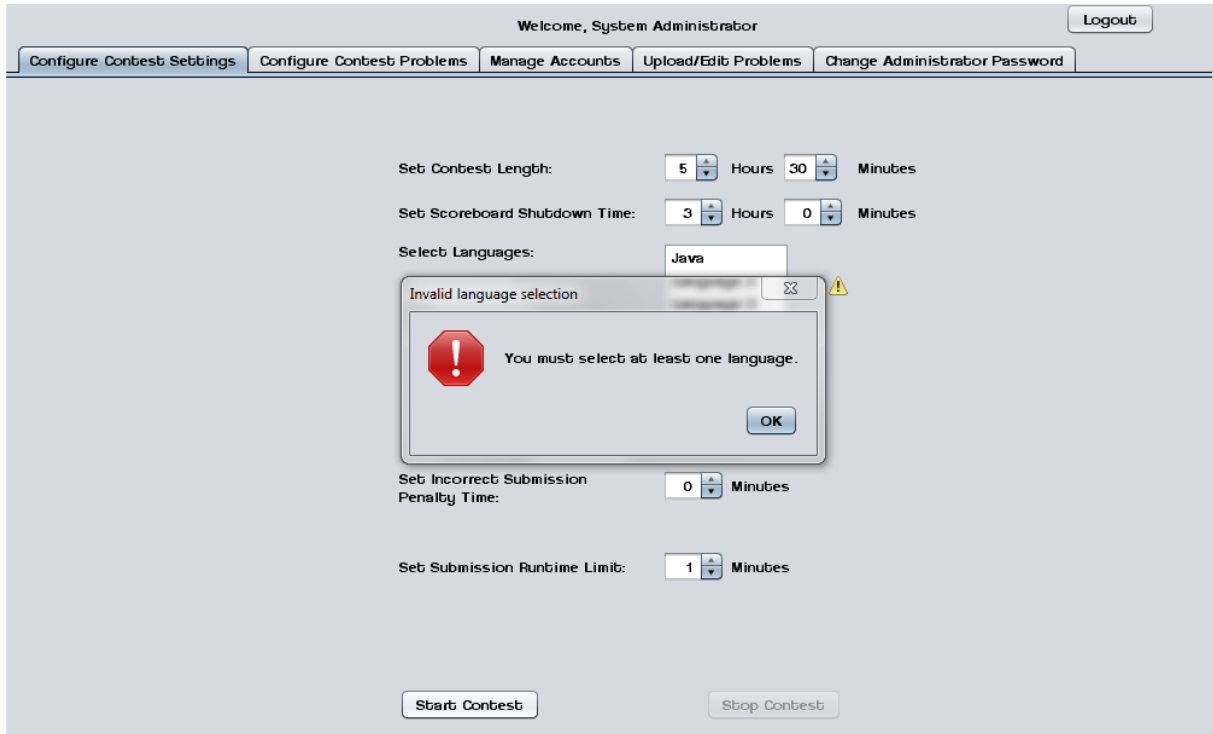 Welcome, System Administrator
Logout
Configure Contest Settings Configure Contest Problems Manage Accounts Upload/Edit Problems Change Administrator Password
Set Contest Length: 5 Hours 30 Minutes
Set Scoreboard Shutdown Time: 3 Hours 0 Minutes
Select Languages: Java
Invalid language selection
You must select at least one language.
OK
Set Incorrect Submission
Penalty Time: 0 Minutes
Set Submission Runtime Limit: 1 Minutes
Start Contest Stop Contest